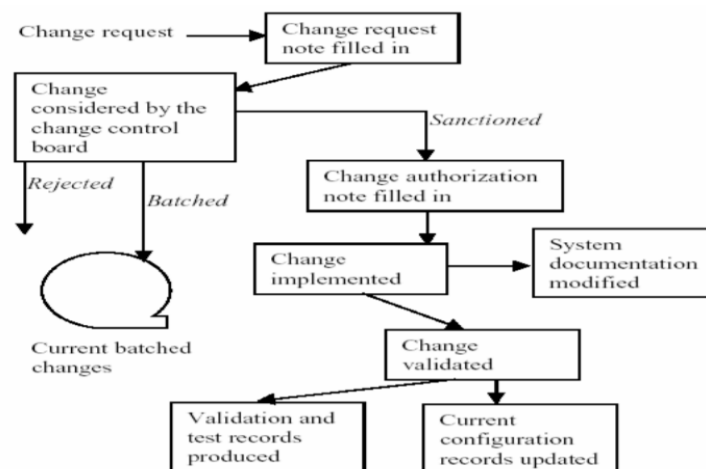 Change request
Change request
note filled in
Change
considered by the
change control
board
Sanctioned
Rejected
Batched
Change authorization
note filled in
Change
implemented
System
documentation
modified
Current batched
changes
Change
validated
Validation and
test records
produced
Current
configuration
records updated